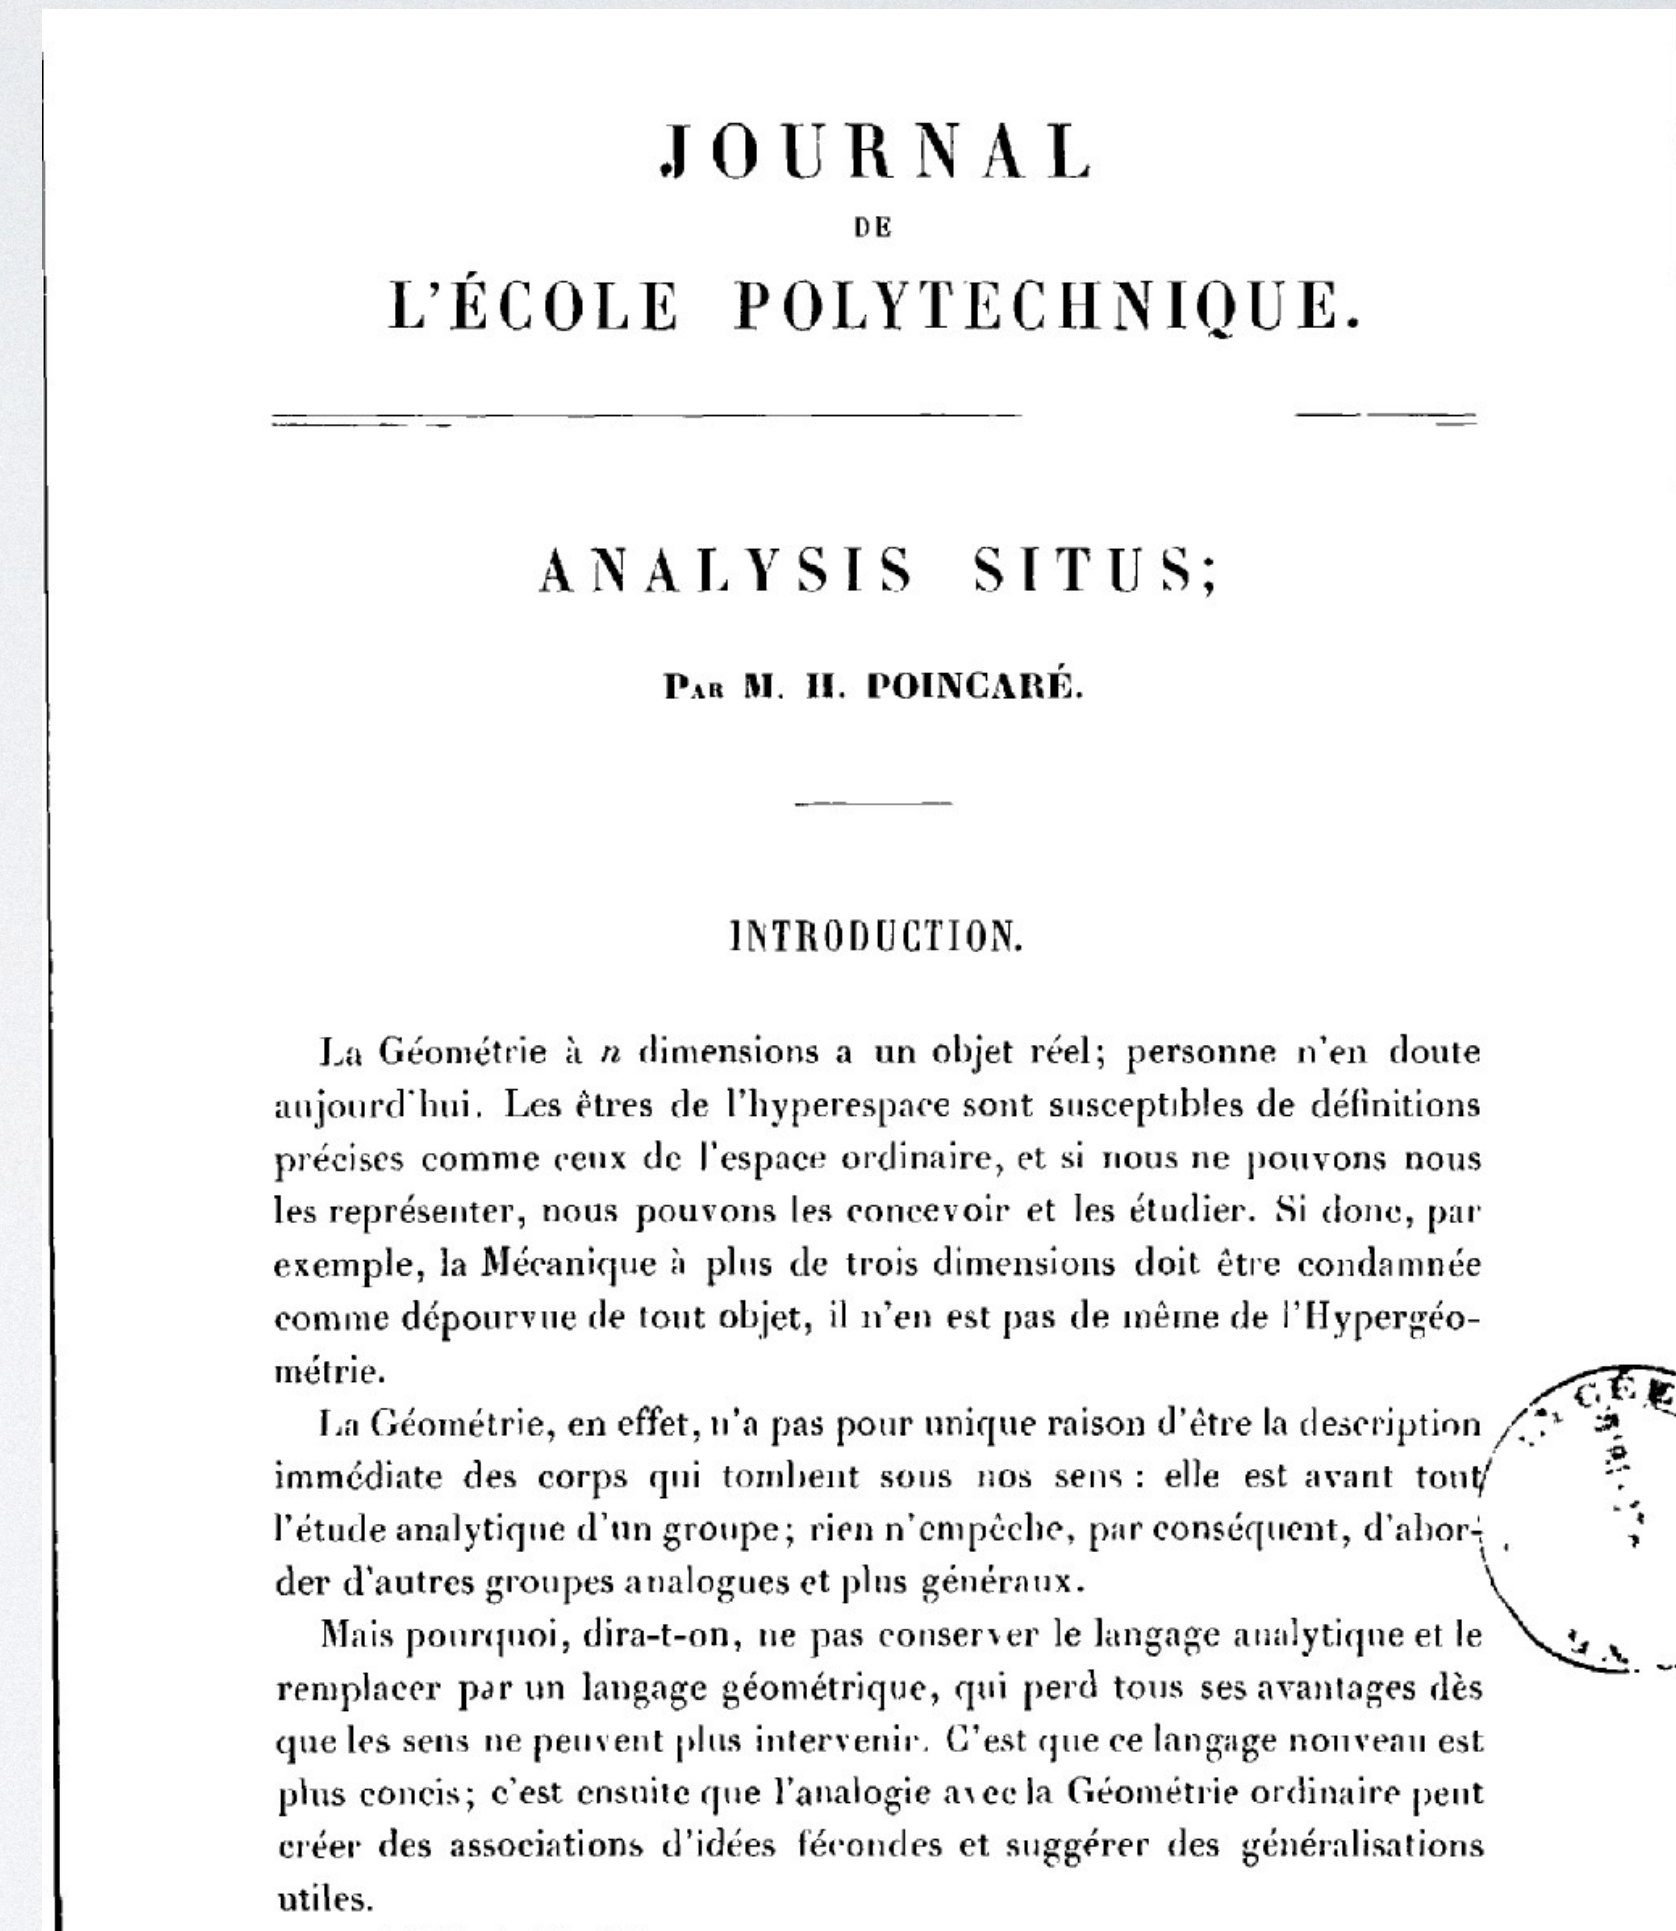 JOURNAL
DE
L'ÉCOLE POLYTECHNIQUE.
ANALYSIS SITUS;
PAR M. H. POINCARÉ.
INTRODUCTION.
La Géométrie à n dimensions a un objet réel; personne n'en doute
aujourd'hui. Les êtres de l'hyperespace sont susceptibles de définitions
précises comme ceux de l'espace ordinaire, et si nous ne pouvons nous
les représenter, nous pouvons les concevoir et les étudier. Si donc, par
exemple, la Mécanique à plus de trois dimensions doit être condamnée
comme dépourvue de tout objet, il n'en est pas de même de l'Hypergéo-
métrie.
La Géométrie, en effet, n'a pas pour unique raison d'être la description
immédiate des corps qui tombent sous nos sens : elle est avant tout
l'étude analytique d'un groupe; rien n'empêche, par conséquent, d'abor-
der d'autres groupes analogues et plus généraux.
Mais pourquoi, dira-t-on, ne pas conserver le langage analytique et le
remplacer par un langage géométrique, qui perd tous ses avantages dès
que les sens ne peuvent plus intervenir. C'est que ce langage nouveau est
plus concis; c'est ensuite que l'analogie avec la Géométrie ordinaire peut
créer des associations d'idées fécondes et suggérer des généralisations
utiles.